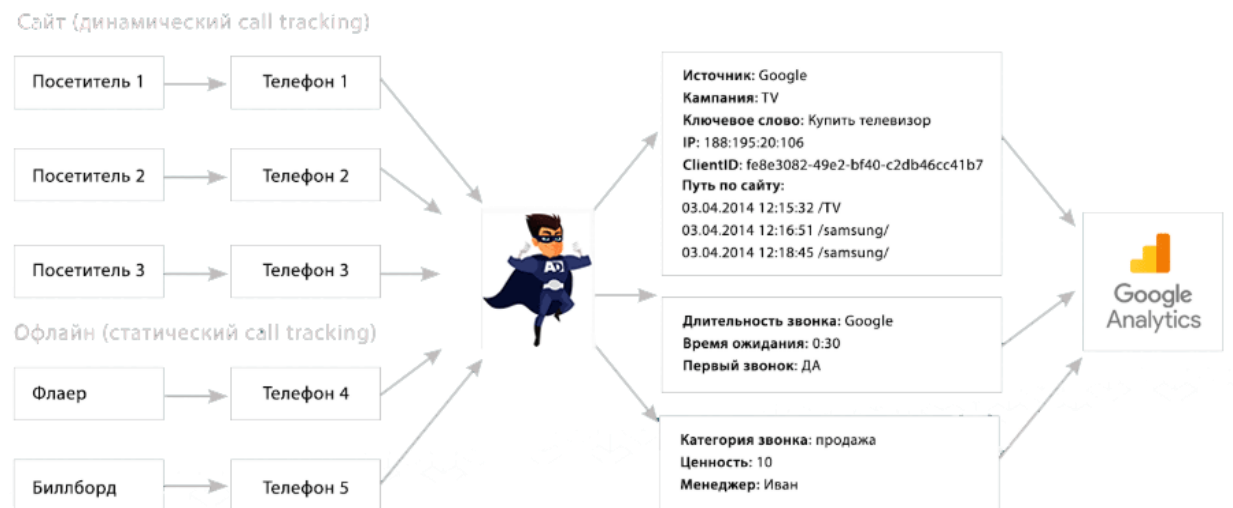 Сайт (динамический call tracking)
Посетитель 1
Телефон 1
Посетитель 2
Телефон 2
Посетитель 3
Телефон 3
Офлайн (статический call tracking)
Флаер
Телефон 4
Биллборд
Телефон 5
AD
Источник: Google
Кампания: TV
Ключевое слово: Купить телевизор
IP: 188:195:20:106
ClientID: fe8e3082-49e2-bf40-c2db46cc41b7
Путь по сайту:
03.04.2014 12:15:32 /TV
03.04.2014 12:16:51 /samsung/
03.04.2014 12:18:45 /samsung/
Длительность звонка: Google
Время ожидания: 0:30
Первый звонок: ДА
Категория звонка: продажа
Ценность: 10
Менеджер: Иван
Google
Analytics